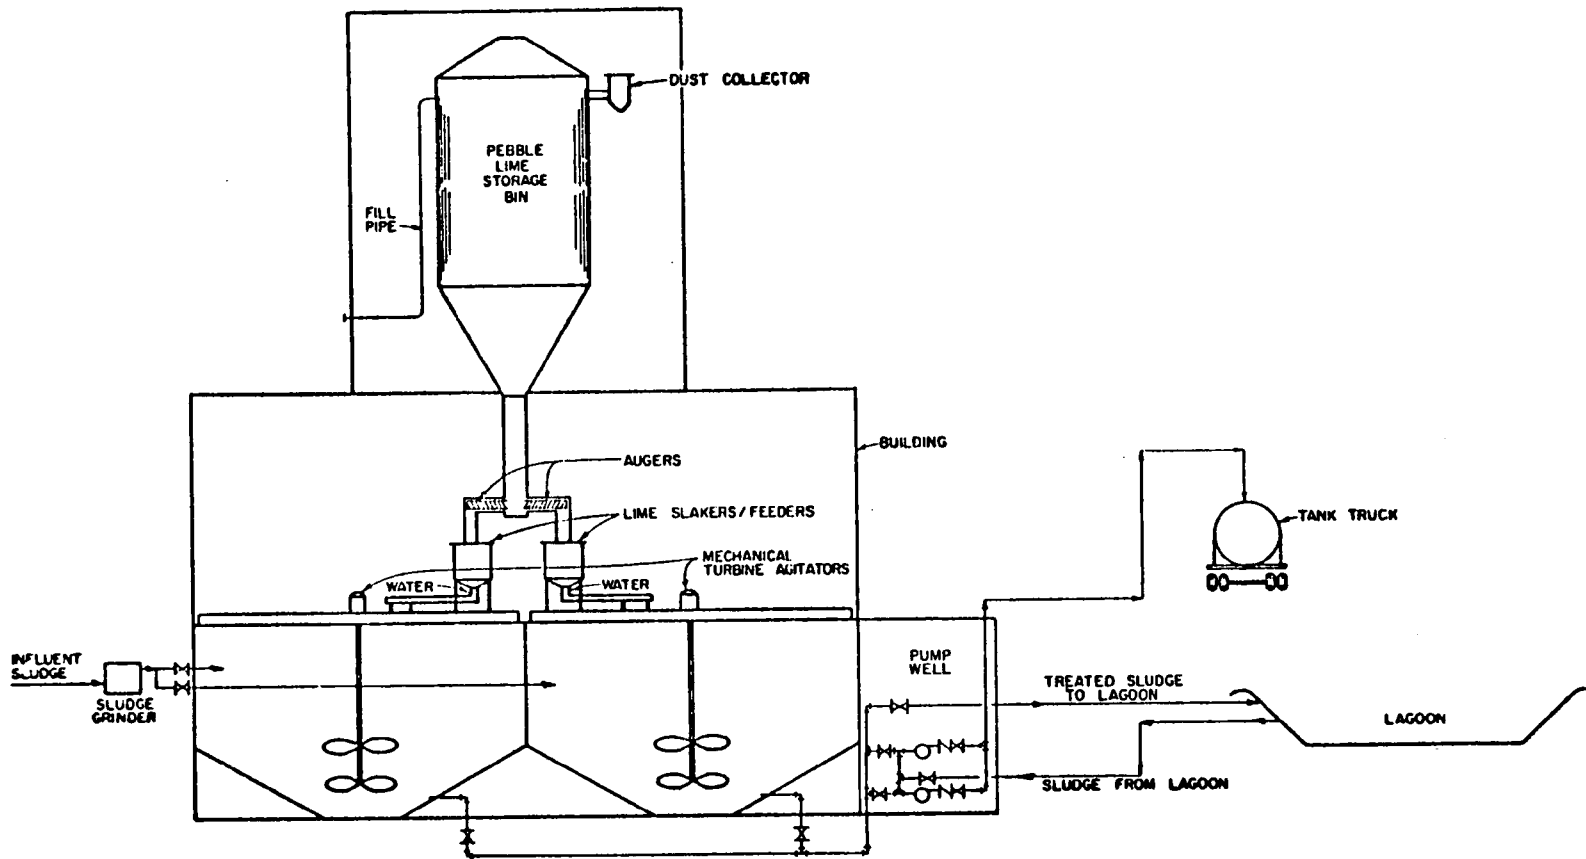 DUST COLLECTOR
PEBBLE
LIME
STORAGE
BIN
FILL
PIPE
BUILDING
AUGERS
LIME SLAKERS/FEEDERS
TANK TRUCK
MECHANICAL
TURBINE AGITATORS
WATER
WATER
INFLUENT
SLUDGE
SLUDGE
GRINDER
PUMP
WELL
TREATED SLUDGE
TO LAGOON
LAGOON
SLUDGE FROM LAGOON